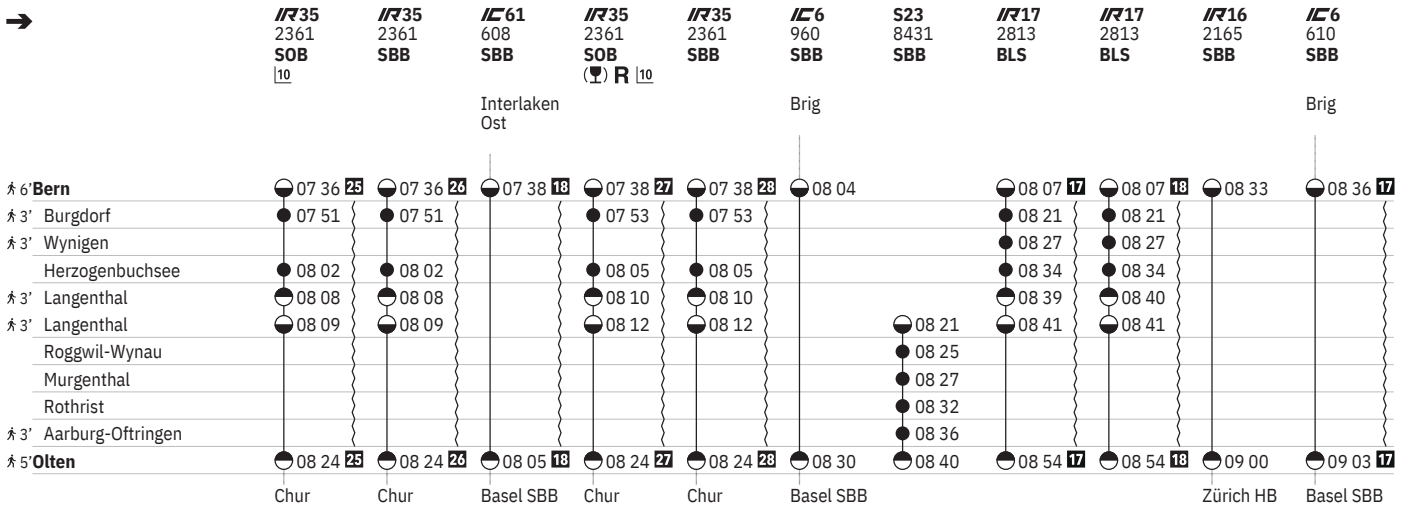 ➔ IR35 IR35 IC61 IR35 IR35 IC6 S23 IR17 IR17 IR16 IC6
2361 2361 608 2361 2361 960 8431 2813 2813 2165 610
SOB SBB SBB SOB SBB SBB SBB BLS BLS SBB SBB
10 R 10
Interlaken Brig Brig
Ost
6' Bern 07 36 25 07 36 26 07 38 18 07 38 27 07 38 28 08 04 08 07 17 08 07 18 08 33 08 36 17
3' Burgdorf 07 51 07 51 07 53 07 53 08 21 08 21
3' Wynigen 08 27 08 27
Herzogenbuchsee 08 02 08 02 08 05 08 05 08 34 08 34
3' Langenthal 08 08 08 08 08 10 08 10 08 39 08 40
3' Langenthal 08 09 08 09 08 12 08 12 08 21 08 41 08 41
Roggwil-Wynau 08 25
Murgenthal 08 27
Rothrist 08 32
3' Aarburg-Oftringen 08 36
5' Olten 08 24 25 08 24 26 08 05 18 08 24 27 08 24 28 08 30 08 40 08 54 17 08 54 18 09 00 09 03 17
Chur Chur Basel SBB Chur Chur Basel SBB Zürich HB Basel SBB